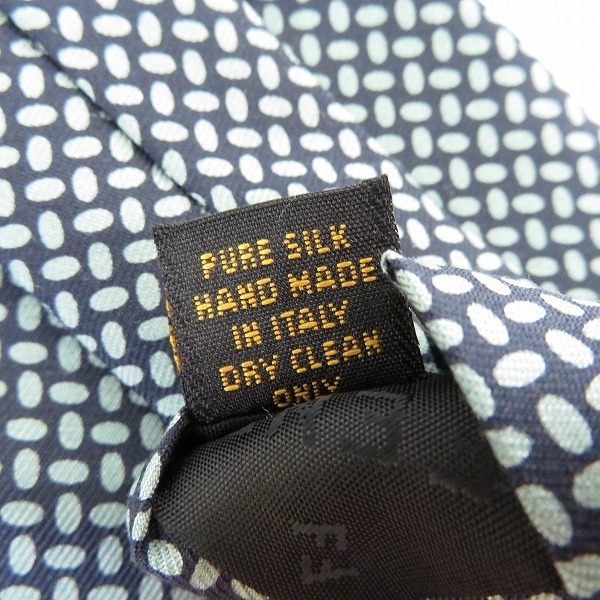 PURE SILK
HAND MADE
IN ITALY
DRY CLEAN
ONLY